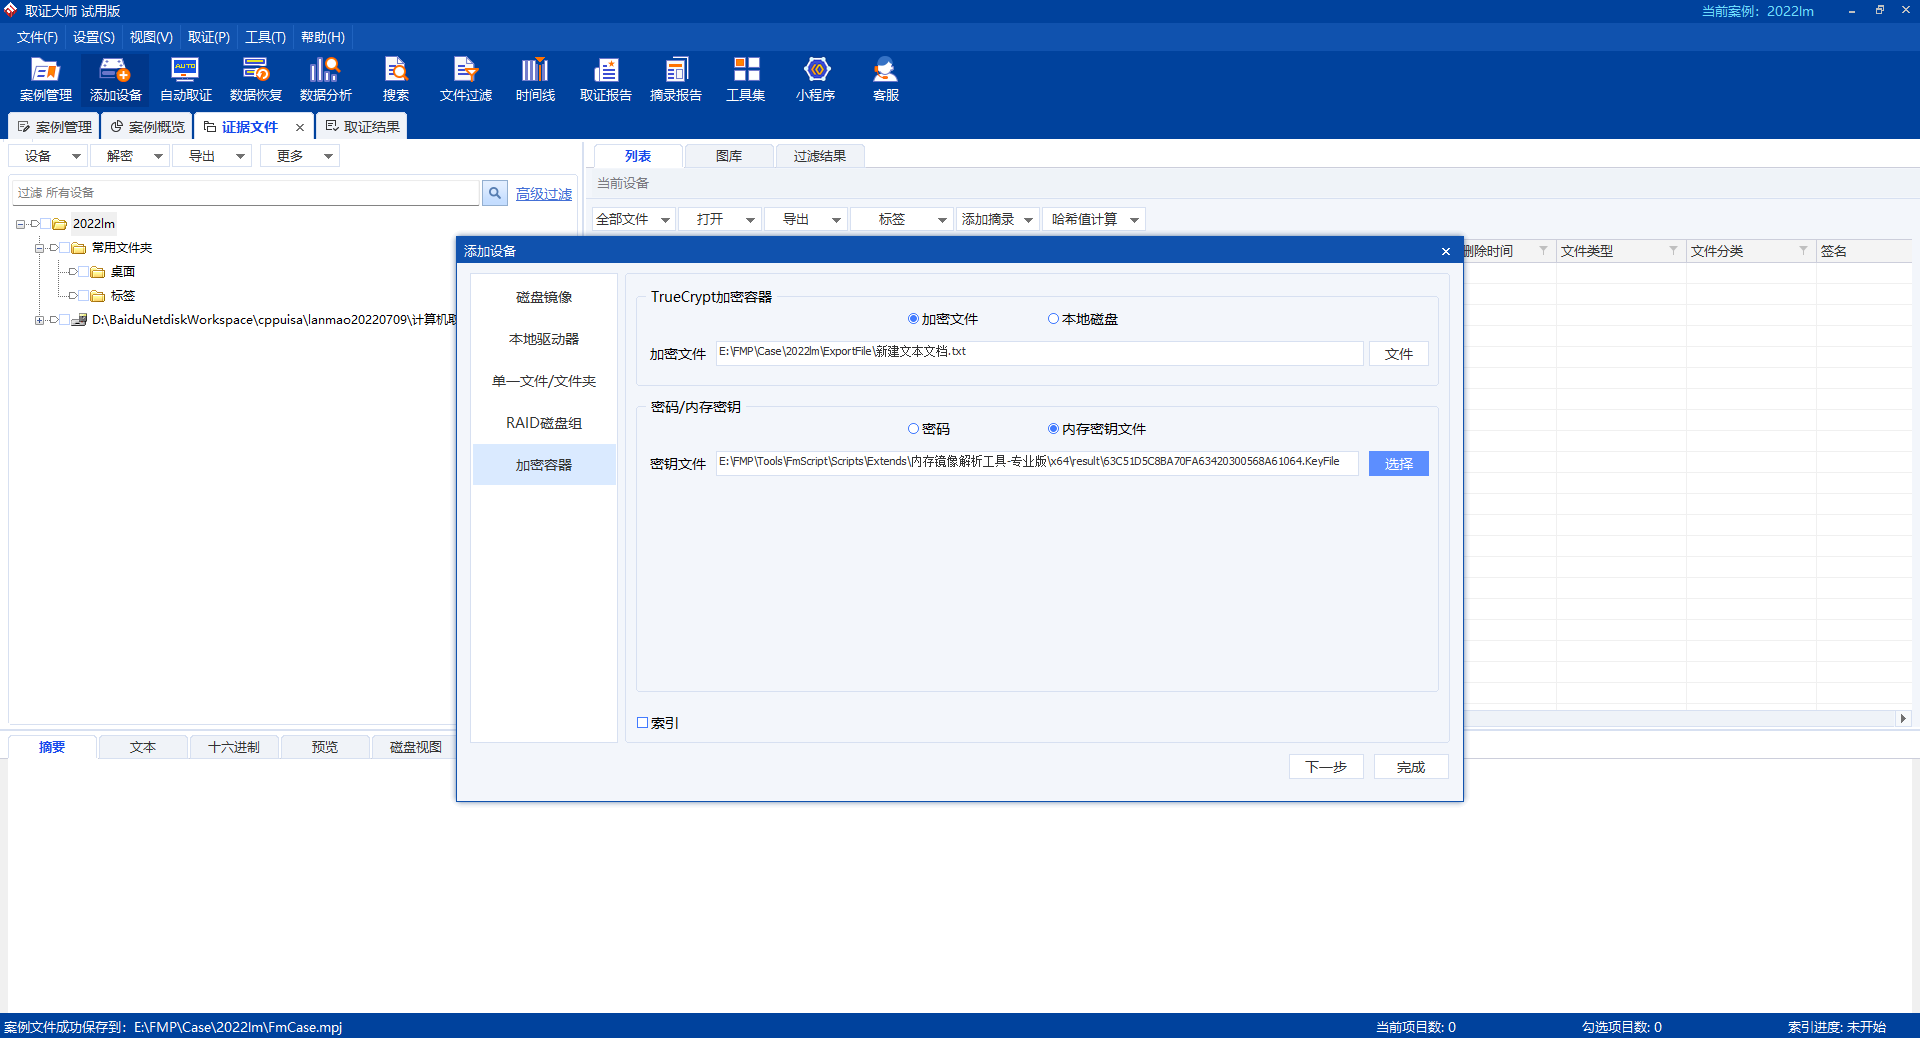 取证大师 试用版
当前案例：2022lm
文件(F) 设置(S) 视图(V) 取证(P) 工具(T) 帮助(H)
案例管理 添加设备 自动取证 数据恢复 数据分析 搜索 文件过滤 时间线 取证报告 摘录报告 工具集 小程序 客服
案例管理 案例概览 证据文件 取证结果
设备 解密 导出 更多
过滤 所有设备
高级过滤
2022lm
常用文件夹
桌面
标签
D:\BaiduNetdiskWorkspace\cppuisa\lanmao20220709\计算机取
列表 图库 过滤结果
当前设备
全部文件 打开 导出 标签 添加摘录 哈希值计算
删除时间 文件类型 文件分类 签名
添加设备
磁盘镜像
本地驱动器
单一文件/文件夹
RAID磁盘组
加密容器
TrueCrypt加密容器
加密文件 本地磁盘
加密文件 E:\FMP\Case\2022lm\ExportFile\新建文本文档.txt 文件
密码/内存密钥
密码 内存密钥文件
密钥文件 E:\FMP\Tools\FmScript\Scripts\Extends\内存镜像解析工具-专业版\x64\result\63C51D5C8BA70FA63420300568A61064.KeyFile 选择
索引
下一步 完成
摘要 文本 十六进制 预览 磁盘视图
案例文件成功保存到：E:\FMP\Case\2022lm\FmCase.mpj
当前项目数: 0 勾选项目数: 0 索引进度: 未开始